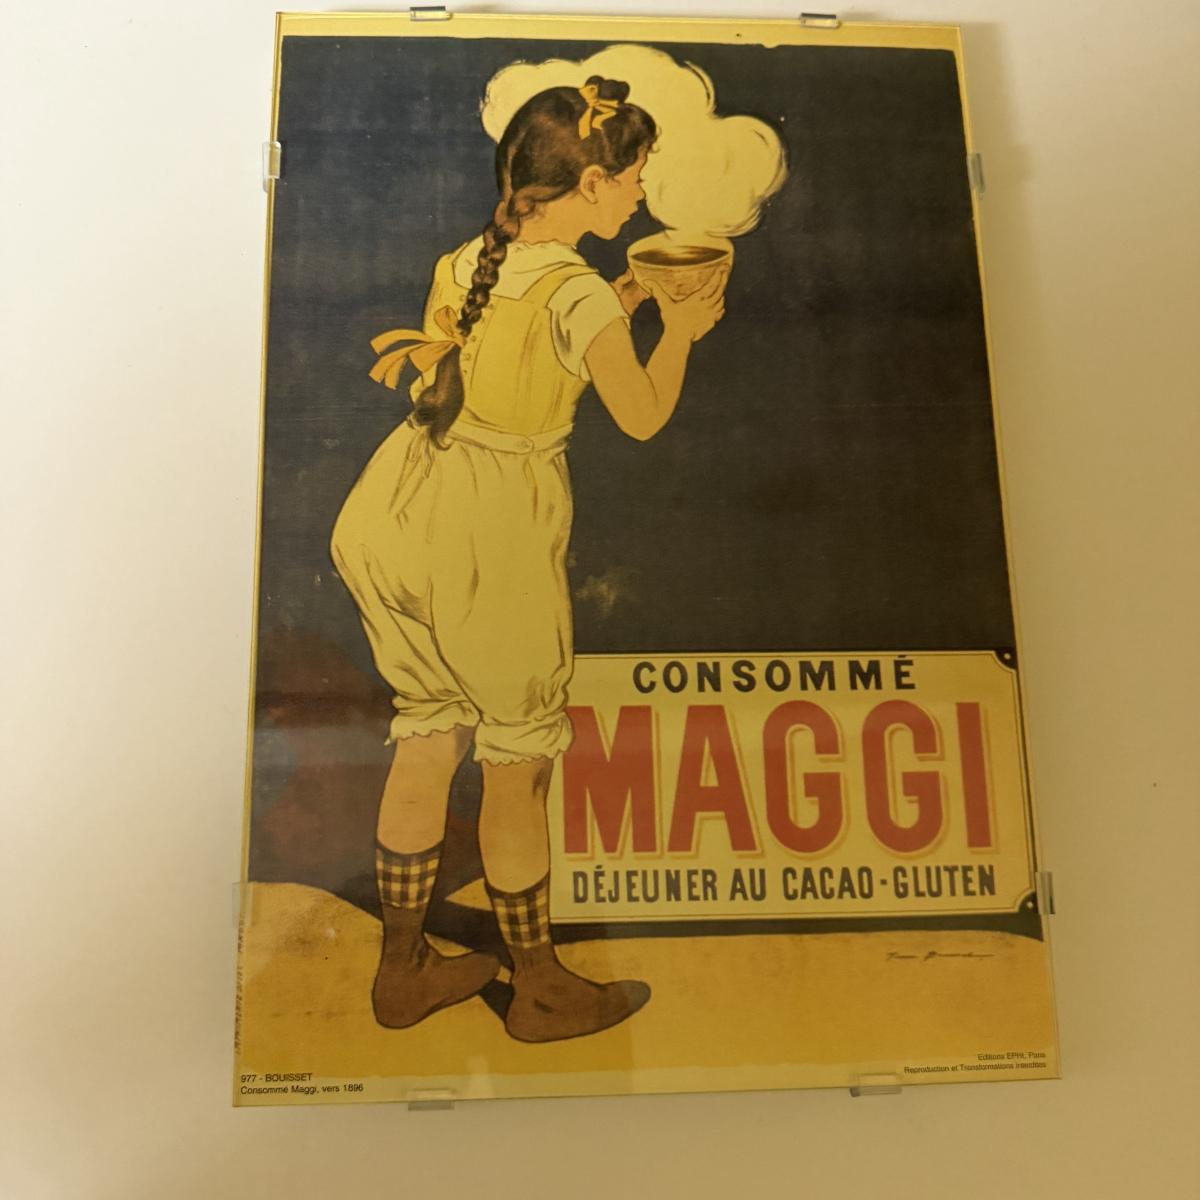 CONSOMMÉ
MAGGI
DÉJEUNER AU CACAO-GLUTEN
977 - BOUISSET
Consommé Maggi, vers 1896
Editions EPHI, Paris
Reproduction et Transformations interdites